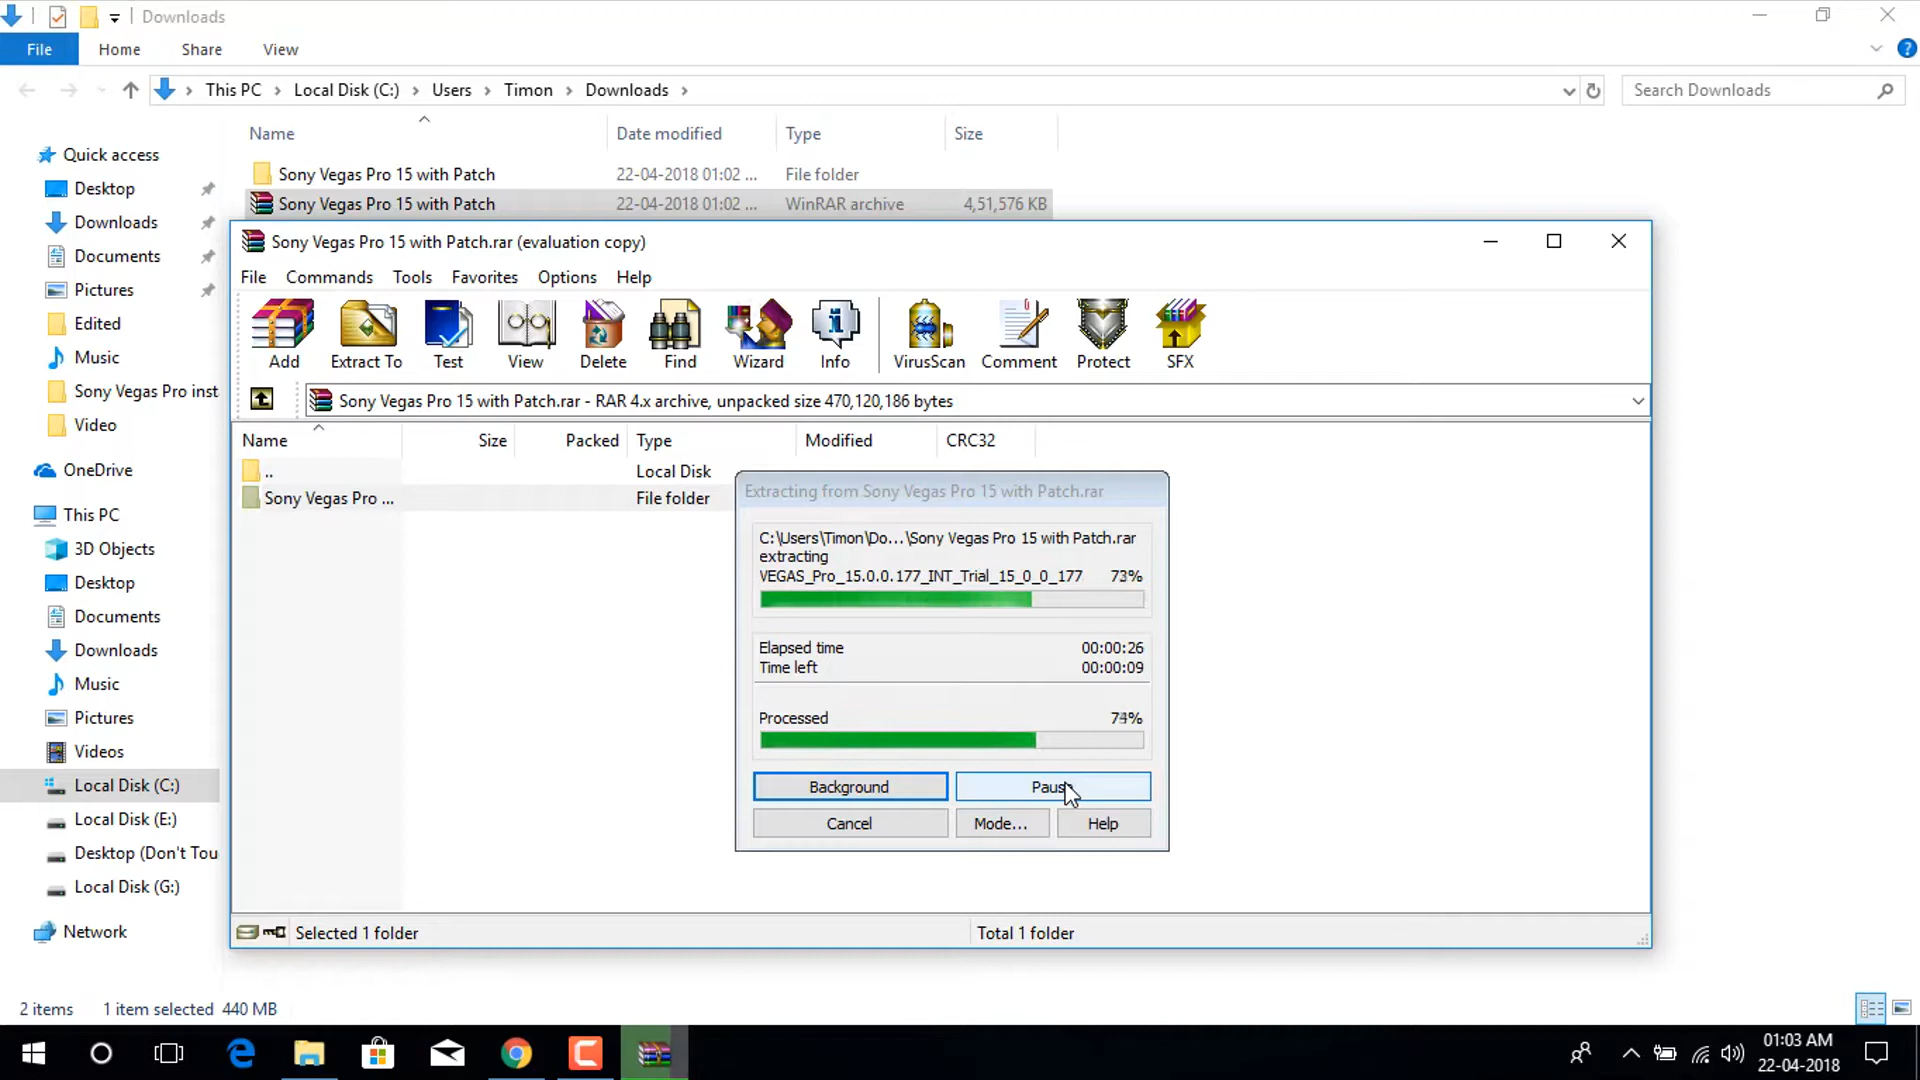 Downloads
File Home Share View
This PC Local Disk (C:) Users Timon Downloads Search Downloads
Name Date modified Type Size
Quick access
Desktop
Downloads
Documents
Pictures
Edited
Music
Sony Vegas Pro inst
Video
OneDrive
This PC
3D Objects
Desktop
Documents
Downloads
Music
Pictures
Videos
Local Disk (C:)
Local Disk (E:)
Desktop (Don't Tou
Local Disk (G:)
Network
Sony Vegas Pro 15 with Patch 22-04-2018 01:02 ... File folder
Sony Vegas Pro 15 with Patch 22-04-2018 01:02 ... WinRAR archive 4,51,576 KB
Sony Vegas Pro 15 with Patch.rar (evaluation copy)
File Commands Tools Favorites Options Help
Add Extract To Test View Delete Find Wizard Info VirusScan Comment Protect SFX
Sony Vegas Pro 15 with Patch.rar - RAR 4.x archive, unpacked size 470,120,186 bytes
Name Size Packed Type Modified CRC32
.. Local Disk
Sony Vegas Pro ... File folder
Extracting from Sony Vegas Pro 15 with Patch.rar
C:\Users\Timon\Do...\Sony Vegas Pro 15 with Patch.rar
extracting
VEGAS_Pro_15.0.0.177_INT_Trial_15_0_0_177 73%
Elapsed time 00:00:26
Time left 00:00:09
Processed
Background Pause
Cancel Mode... Help
Selected 1 folder Total 1 folder
2 items 1 item selected 440 MB
01:03 AM
22-04-2018